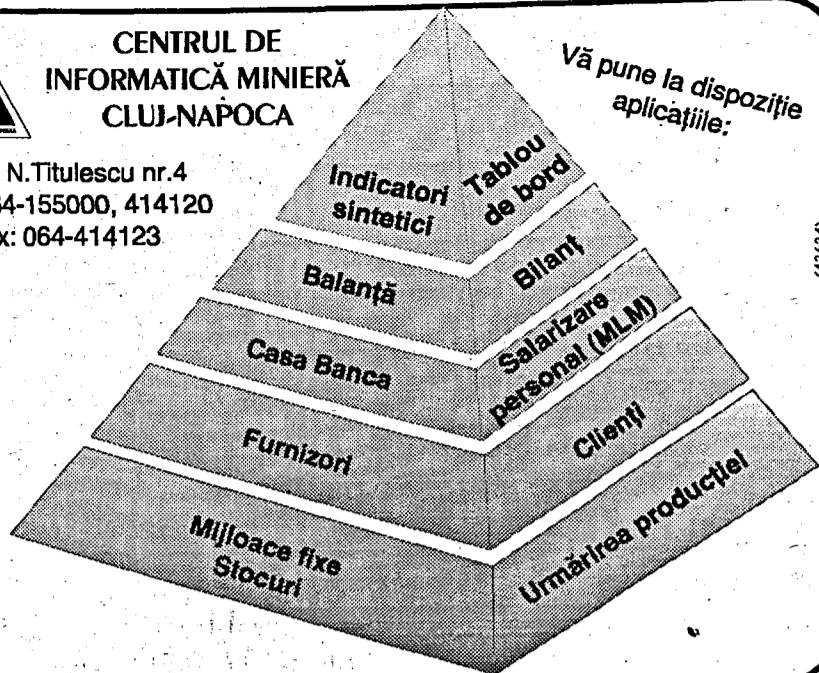 CENTRUL DE
INFORMATICĂ MINIERĂ
CLUJ-NAPOCA
N.Titulescu nr.4
64-155000, 414120
x: 064-414123
Vă pune la dispoziție
aplicațiile:
Indicatori
sintetici
Tablou
de bord
Balanță
Bilanț
Casa Banca
Salarizare
personal (MLM)
Furnizori
Clienți
Mijloace fixe
Stocuri
Urmărirea producției